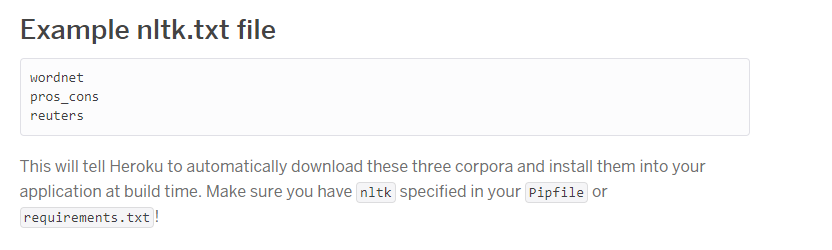 Example nltk.txt file
wordnet
pros_cons
reuters
This will tell Heroku to automatically download these three corpora and install them into your
application at build time. Make sure you have nltk specified in your Pipfile or
requirements.txt!